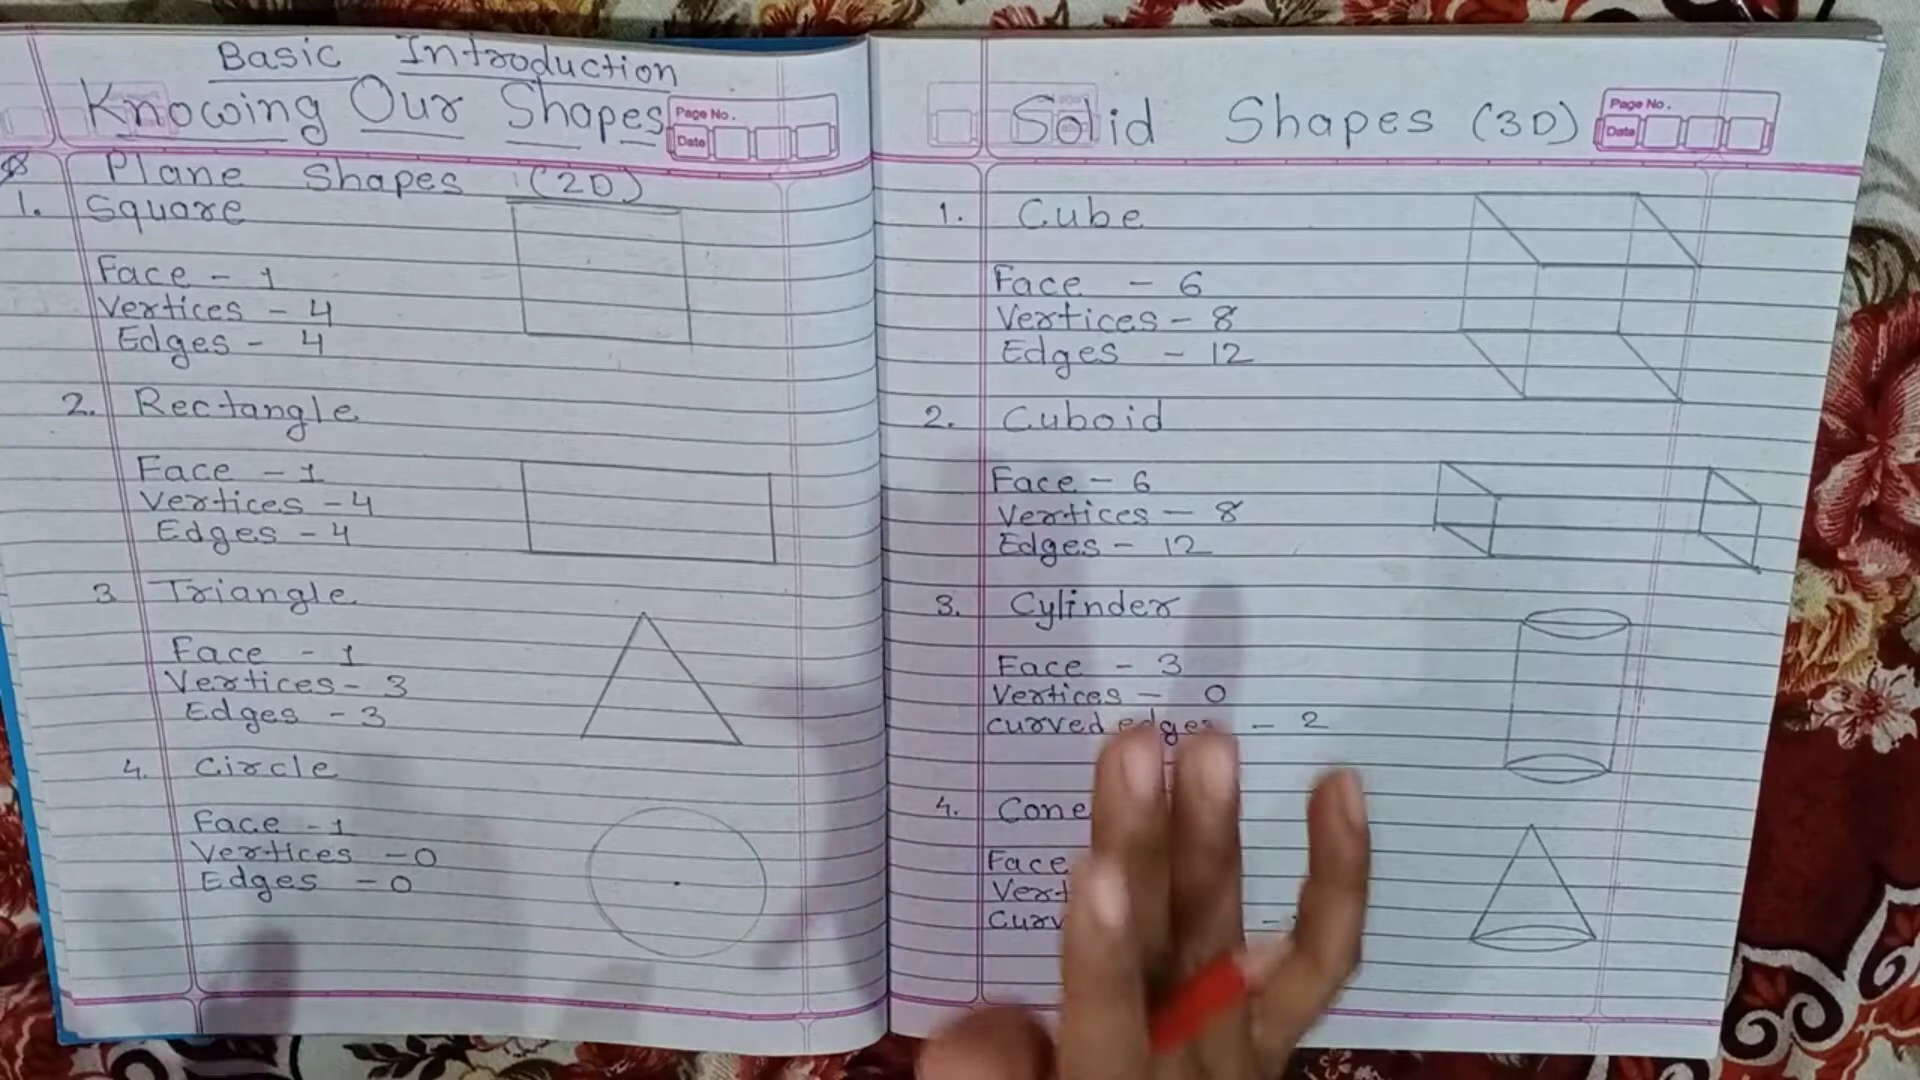 Basic Introduction
Knowing Our Shapes
Page No.
Date
Plane Shapes (2D)
1. Square
Face - 1
Vertices - 4
Edges - 4
2. Rectangle
Face - 1
Vertices - 4
Edges - 4
3 Triangle
Face - 1
Vertices - 3
Edges - 3
4. Circle
Face - 1
Vertices - 0
Edges - 0
Solid Shapes (3D)
Page No.
Date
1. Cube
Face - 6
Vertices - 8
Edges - 12
2. Cuboid
Face - 6
Vertices - 8
Edges - 12
3. Cylinder
Face - 3
Vertices - 0
curved edges - 2
4. Cone
Face